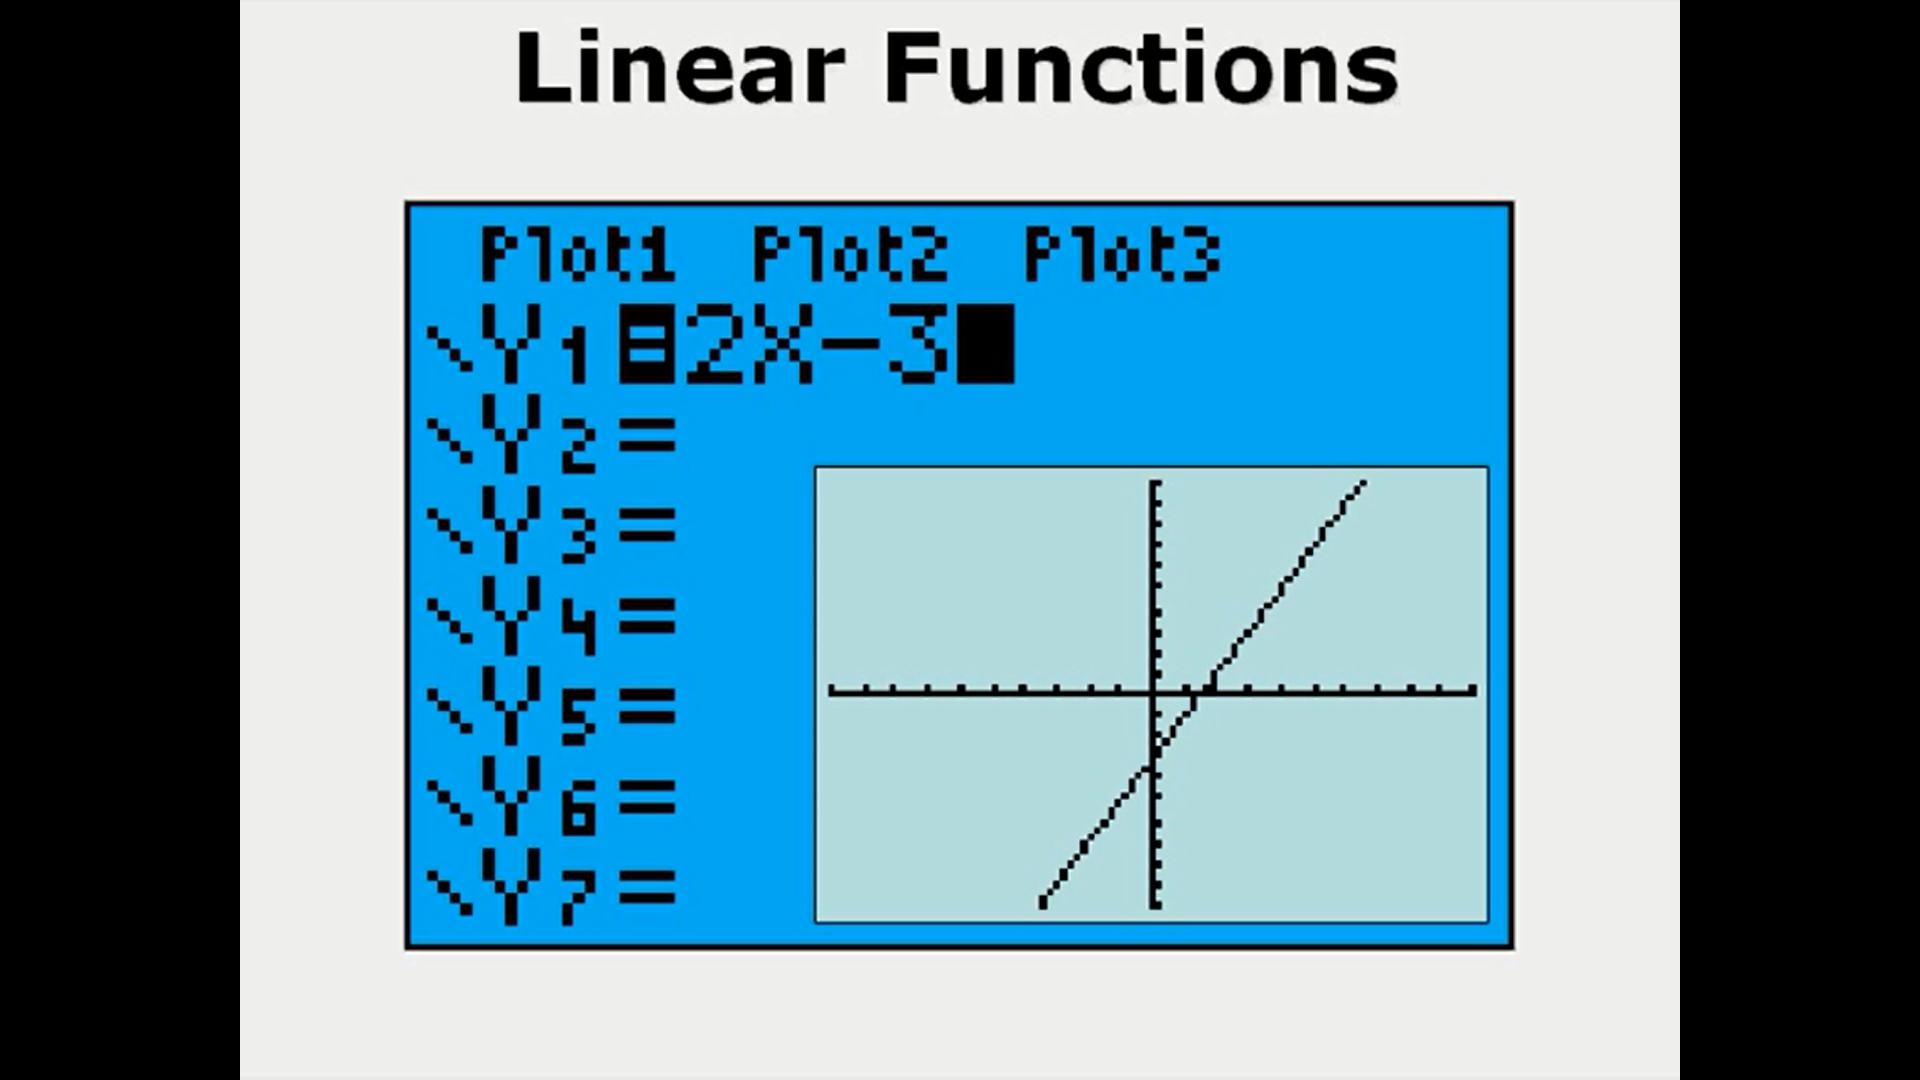 Linear Functions
Plot1 Plot2 Plot3
\Y1=2X-3
\Y2=
\Y3=
\Y4=
\Y5=
\Y6=
\Y7=